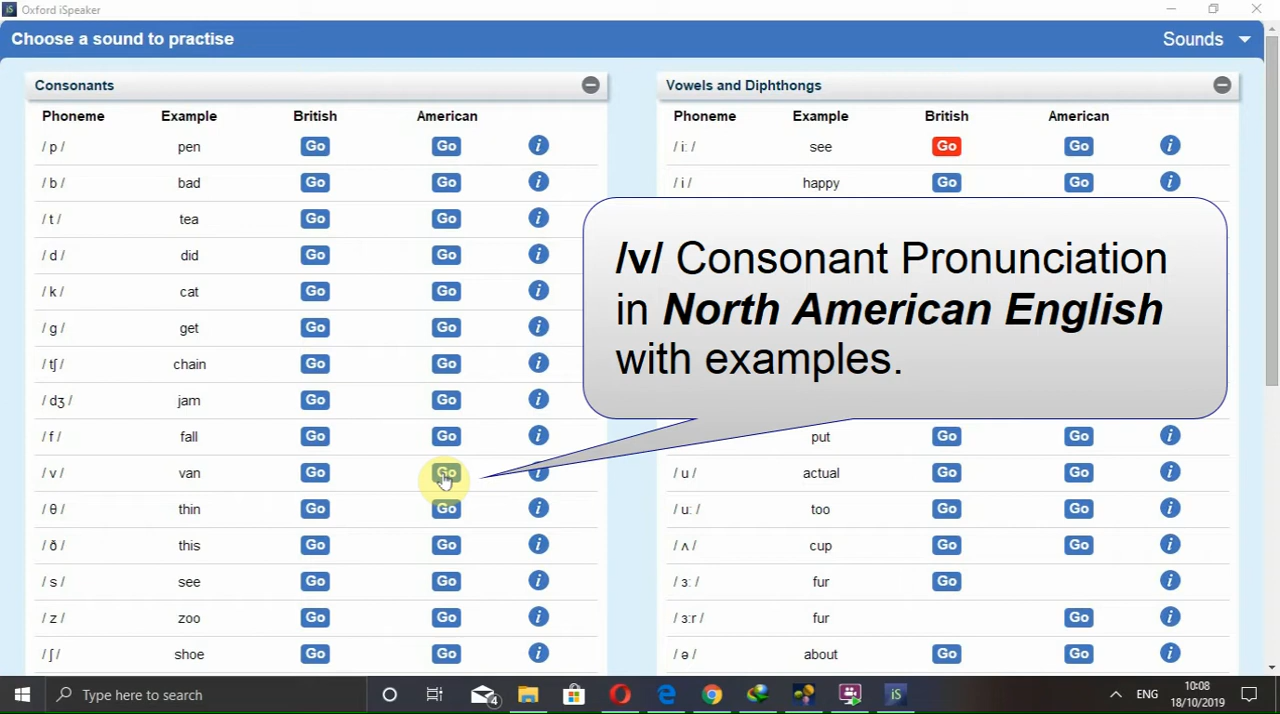 Oxford iSpeaker
Choose a sound to practise
Sounds
Consonants
Phoneme Example British American
/ p / pen Go Go i
/ b / bad Go Go i
/ t / tea Go Go i
/ d / did Go Go i
/ k / cat Go Go i
/ g / get Go Go i
/ tʃ / chain Go Go i
/ dʒ / jam Go Go i
/ f / fall Go Go i
/ v / van Go Go i
/ θ / thin Go Go i
/ ð / this Go Go i
/ s / see Go Go i
/ z / zoo Go Go i
/ ʃ / shoe Go Go i
Vowels and Diphthongs
Phoneme Example British American
/ iː / see Go Go i
/ i / happy Go Go i
/v/ Consonant Pronunciation
in North American English
with examples.
put Go Go i
/ u / actual Go Go i
/ uː / too Go Go i
/ ʌ / cup Go Go i
/ ɜː / fur Go i
/ ɜːr / fur Go i
/ ə / about Go Go i
Type here to search
4
iS
ENG
10:08
18/10/2019